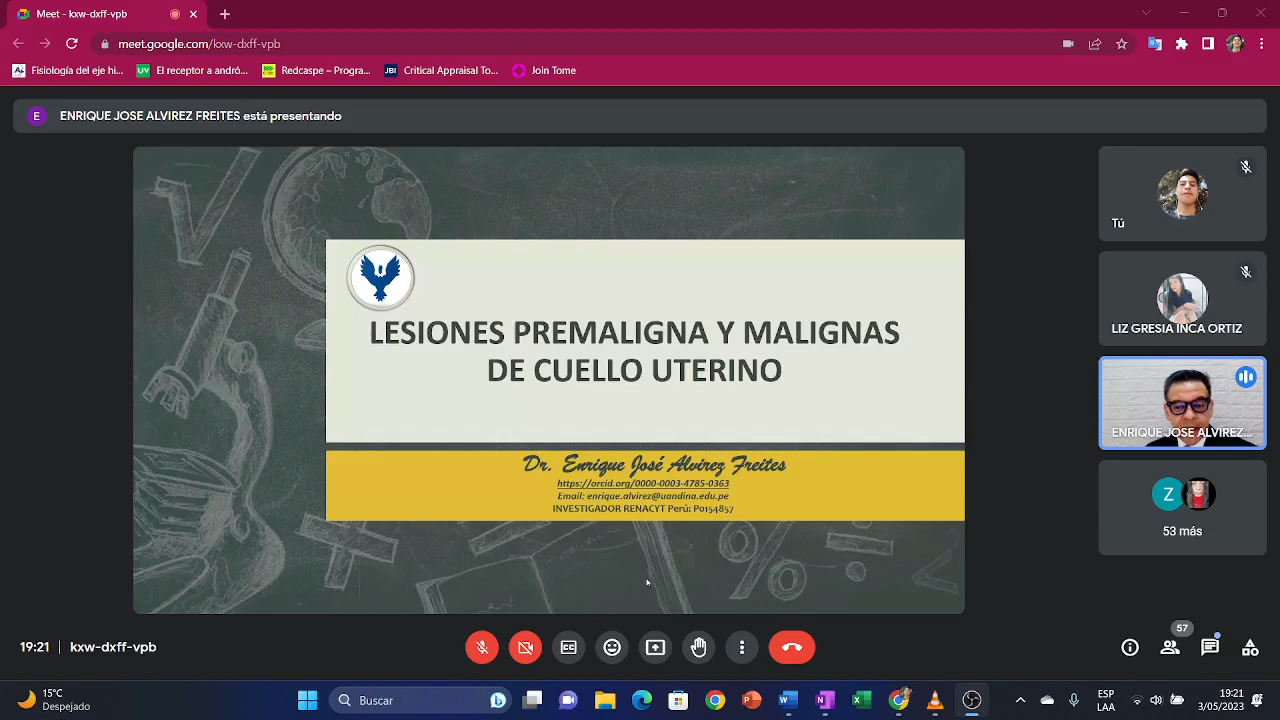 Meet - kxw-dxff-vpb
meet.google.com/kxw-dxff-vpb
Fisiología del eje hi...
UV El receptor a andró...
Redcaspe – Progra...
JBI Critical Appraisal To...
Join Tome
E ENRIQUE JOSE ALVIREZ FREITES está presentando
Tú
LIZ GRESIA INCA ORTIZ
ENRIQUE JOSE ALVIREZ...
Z
53 más
LESIONES PREMALIGNA Y MALIGNAS
DE CUELLO UTERINO
Dr. Enrique José Alvirez Freites
https://orcid.org/0000-0003-4785-0363
Email: enrique.alvirez@uandina.edu.pe
INVESTIGADOR RENACYT Perú: P0154857
19:21 | kxw-dxff-vpb
57
15°C
Despejado
Buscar
ESP
LAA
19:21
3/05/2023